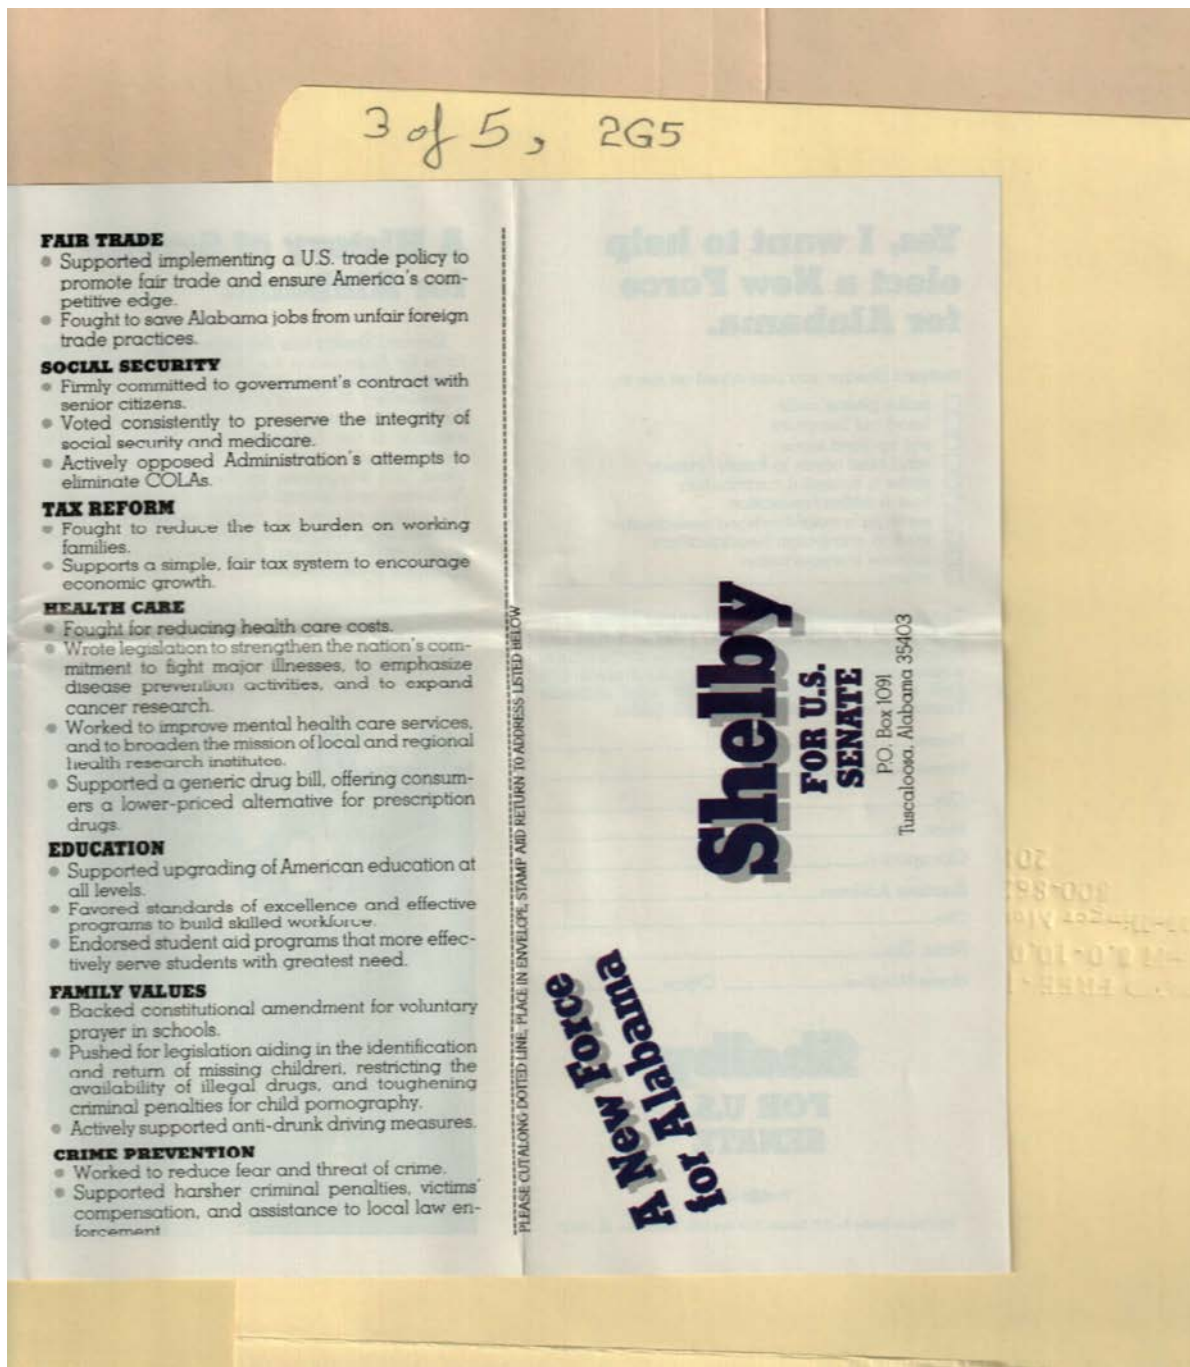 3 of 5, 2G5
FAIR TRADE
• Supported implementing a U.S. trade policy to
promote fair trade and ensure America's com-
petitive edge.
• Fought to save Alabama jobs from unfair foreign
trade practices.
SOCIAL SECURITY
• Firmly committed to government's contract with
senior citizens.
• Voted consistently to preserve the integrity of
social security and medicare.
• Actively opposed Administration's attempts to
eliminate COLAs.
TAX REFORM
• Fought to reduce the tax burden on working
families.
• Supports a simple, fair tax system to encourage
economic growth.
HEALTH CARE
• Fought for reducing health care costs.
• Wrote legislation to strengthen the nation's com-
mitment to fight major illnesses, to emphasize
disease prevention activities, and to expand
cancer research.
• Worked to improve mental health care services,
and to broaden the mission of local and regional
health research institutes.
• Supported a generic drug bill, offering consum-
ers a lower-priced alternative for prescription
drugs.
EDUCATION
• Supported upgrading of American education at
all levels.
• Favored standards of excellence and effective
programs to build skilled workforce.
• Endorsed student aid programs that more effec-
tively serve students with greatest need.
FAMILY VALUES
• Backed constitutional amendment for voluntary
prayer in schools.
• Pushed for legislation aiding in the identification
and return of missing children, restricting the
availability of illegal drugs, and toughening
criminal penalties for child pornography.
• Actively supported anti-drunk driving measures.
CRIME PREVENTION
• Worked to reduce fear and threat of crime.
• Supported harsher criminal penalties, victims'
compensation, and assistance to local law en-
forcement
PLEASE CUT ALONG DOTED LINE, PLACE IN ENVELOPE, STAMP AND RETURN TO ADDRESS LISTED BELOW
A New Force
for Alabama
Shelby
FOR U.S.
SENATE
P.O. Box 1091
Tuscaloosa, Alabama 35403
Yes, I want to help
elect a New Force
for Alabama.